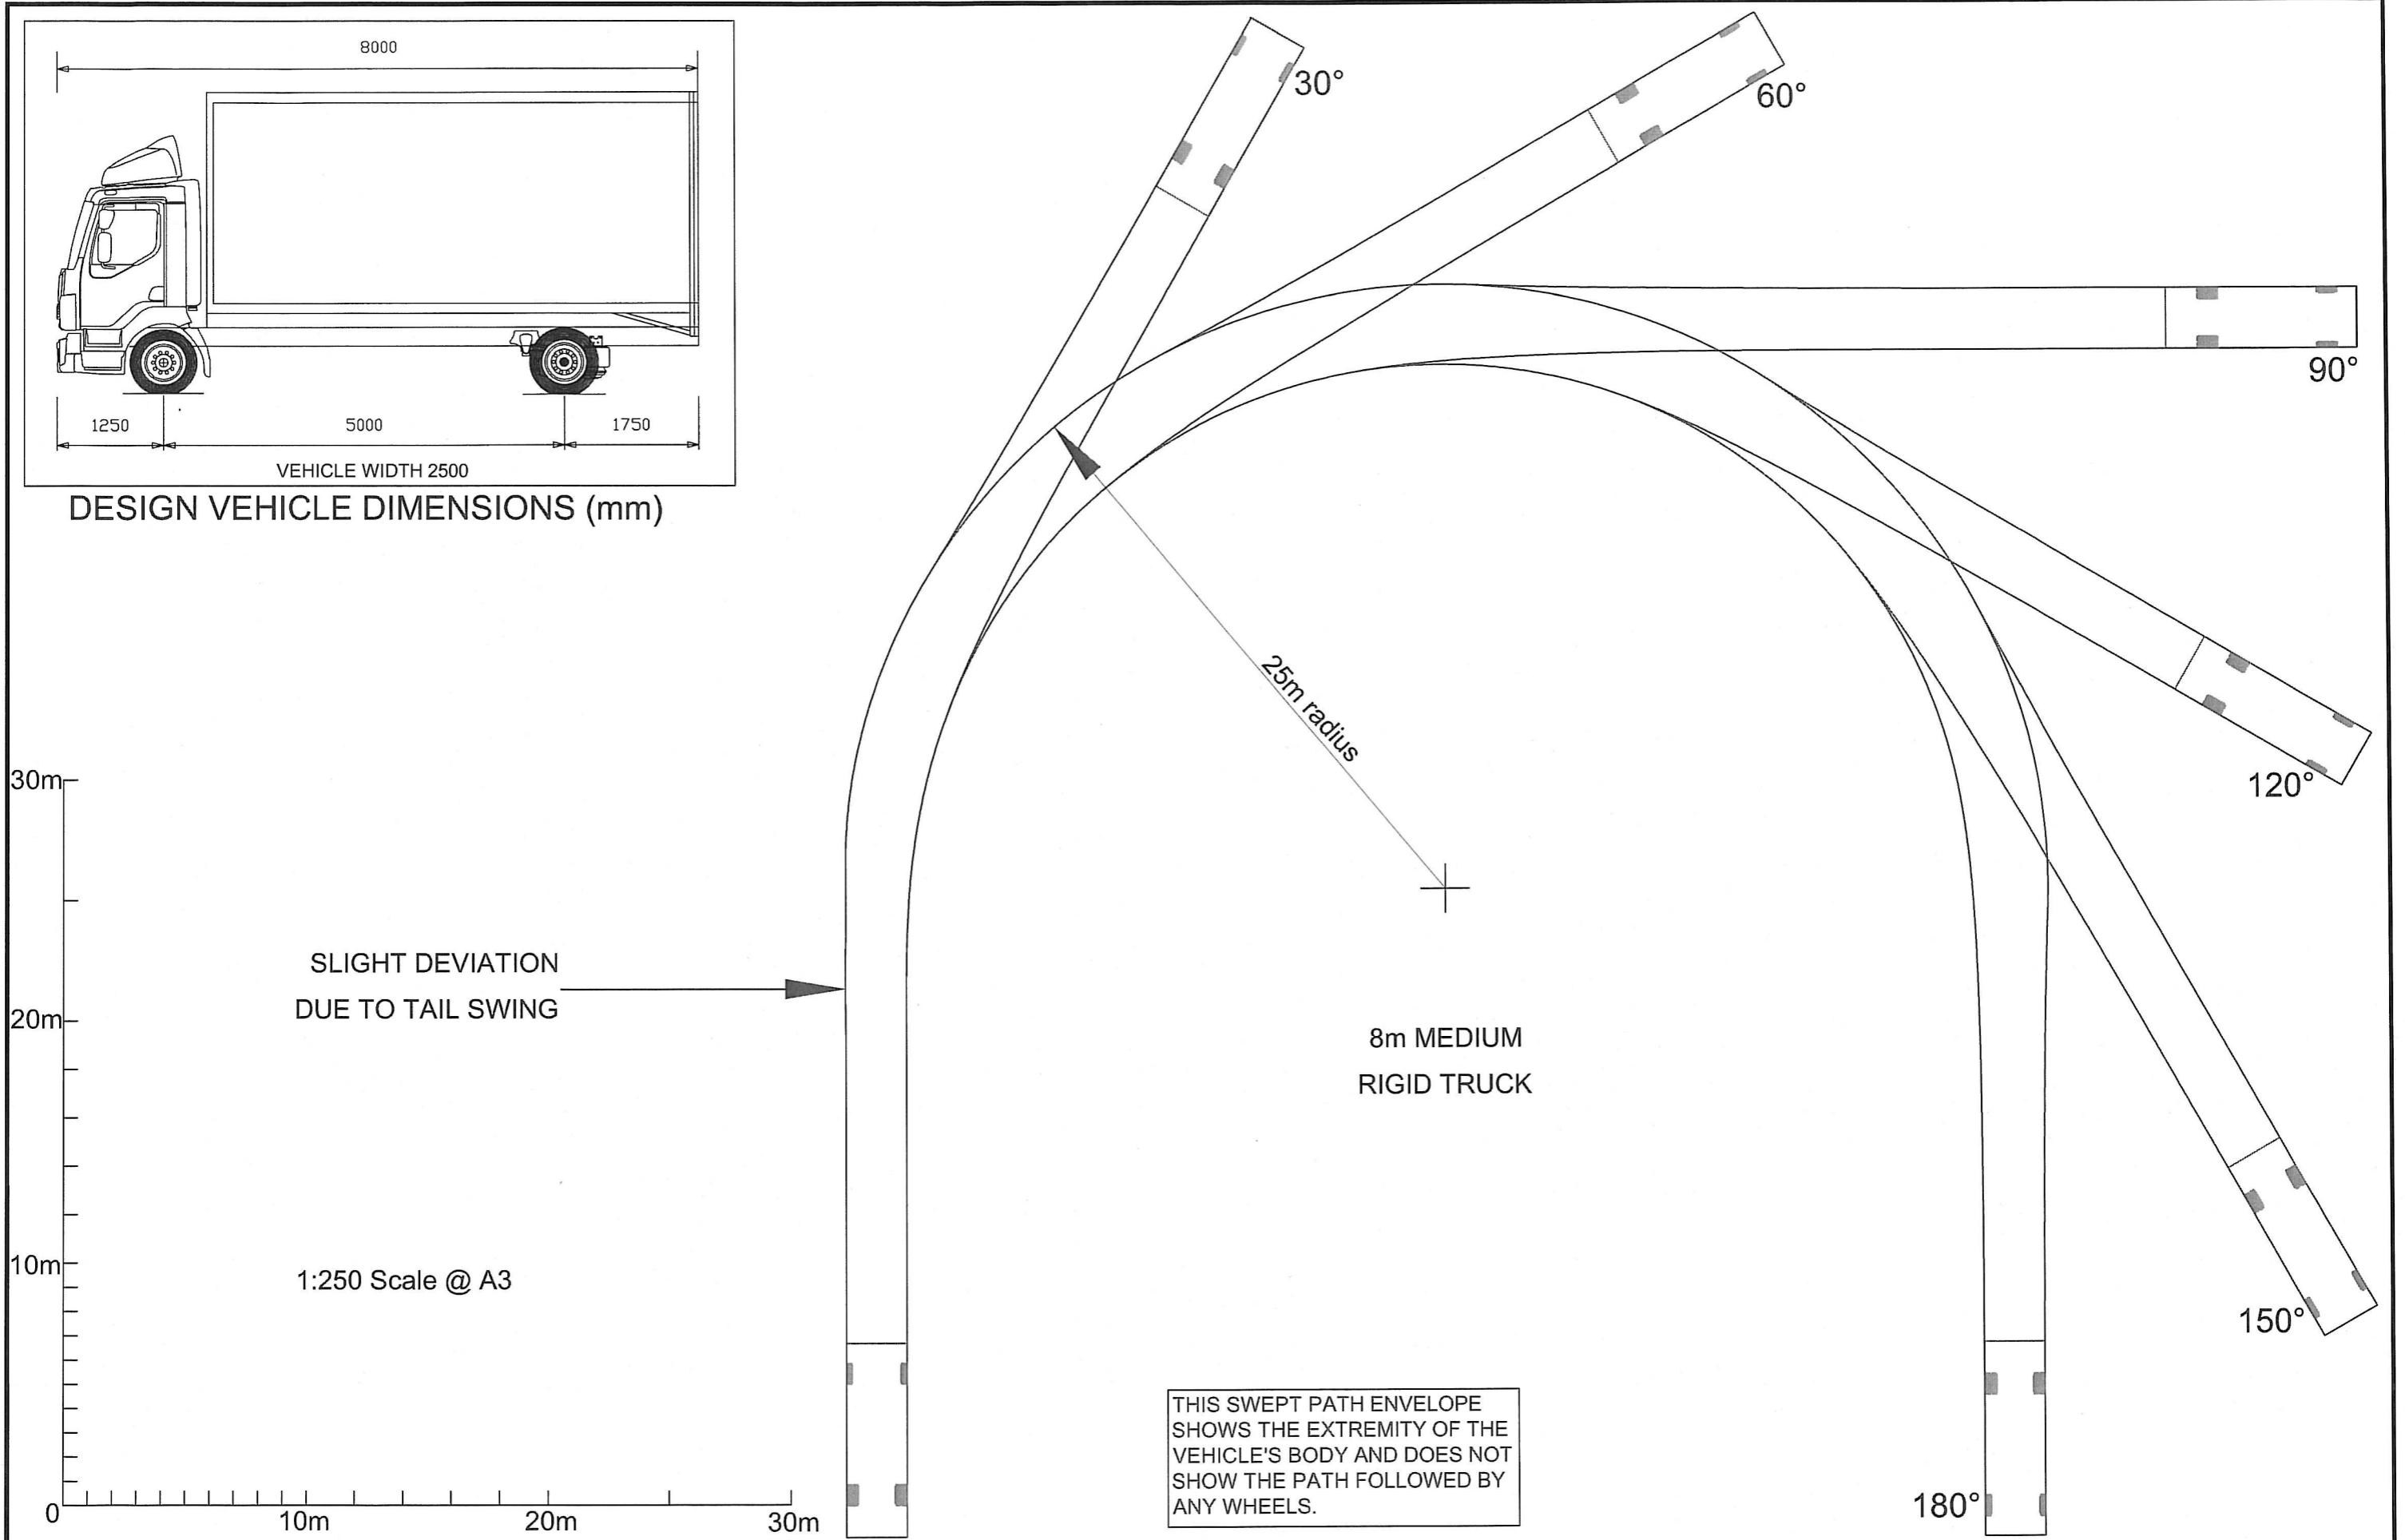 8000
1250
5000
1750
VEHICLE WIDTH 2500
DESIGN VEHICLE DIMENSIONS (mm)
30°
60°
90°
120°
150°
180°
25m radius
SLIGHT DEVIATION
DUE TO TAIL SWING
8m MEDIUM
RIGID TRUCK
1:250 Scale @ A3
30m
20m
10m
0
10m
20m
30m
THIS SWEPT PATH ENVELOPE
SHOWS THE EXTREMITY OF THE
VEHICLE'S BODY AND DOES NOT
SHOW THE PATH FOLLOWED BY
ANY WHEELS.